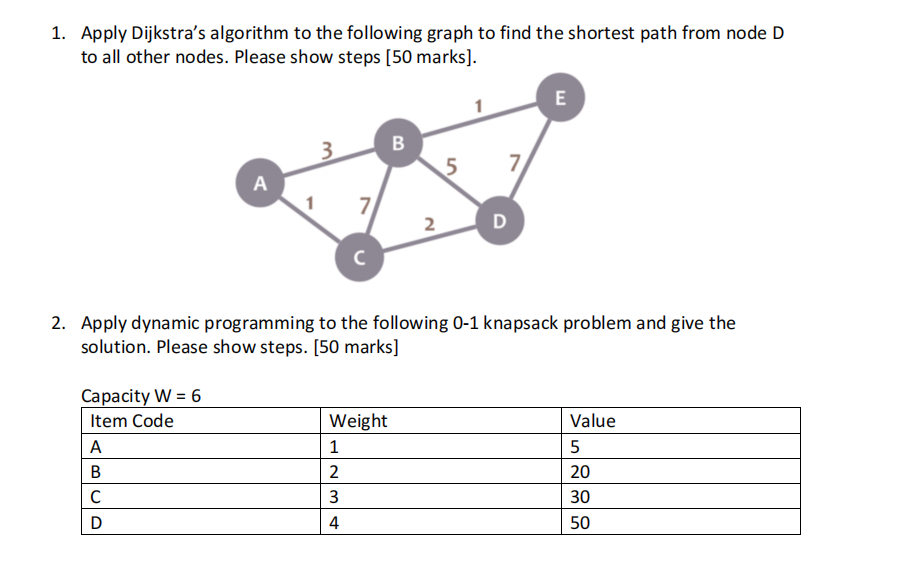 1. Apply Dijkstra's algorithm to the following graph to find the shortest path from node D
to all other nodes. Please show steps [50 marks].
E
1
B
3
5
7
A
1
7
2
D
C
2. Apply dynamic programming to the following 0-1 knapsack problem and give the
solution. Please show steps. [50 marks]
Capacity W = 6
Item Code Weight Value
A 1 5
B 2 20
C 3 30
D 4 50